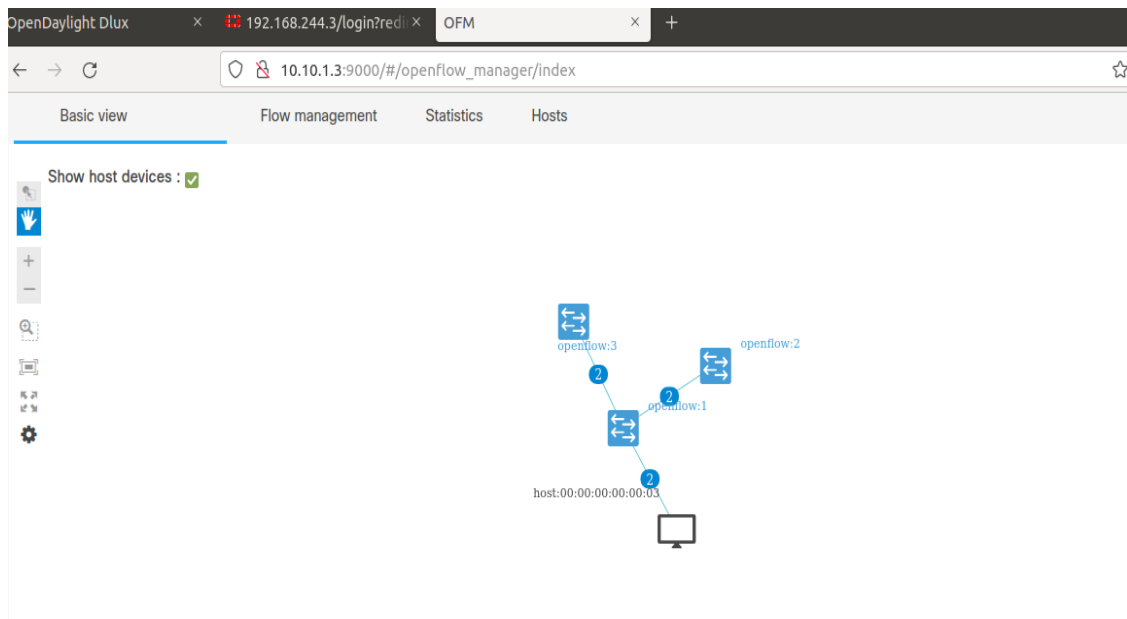 OpenDaylight Dlux × 192.168.244.3/login?redir × OFM × +
10.10.1.3:9000/#/openflow_manager/index
Basic view Flow management Statistics Hosts
Show host devices :
openflow:3
openflow:2
2
2
openflow:1
2
host:00:00:00:00:00:03